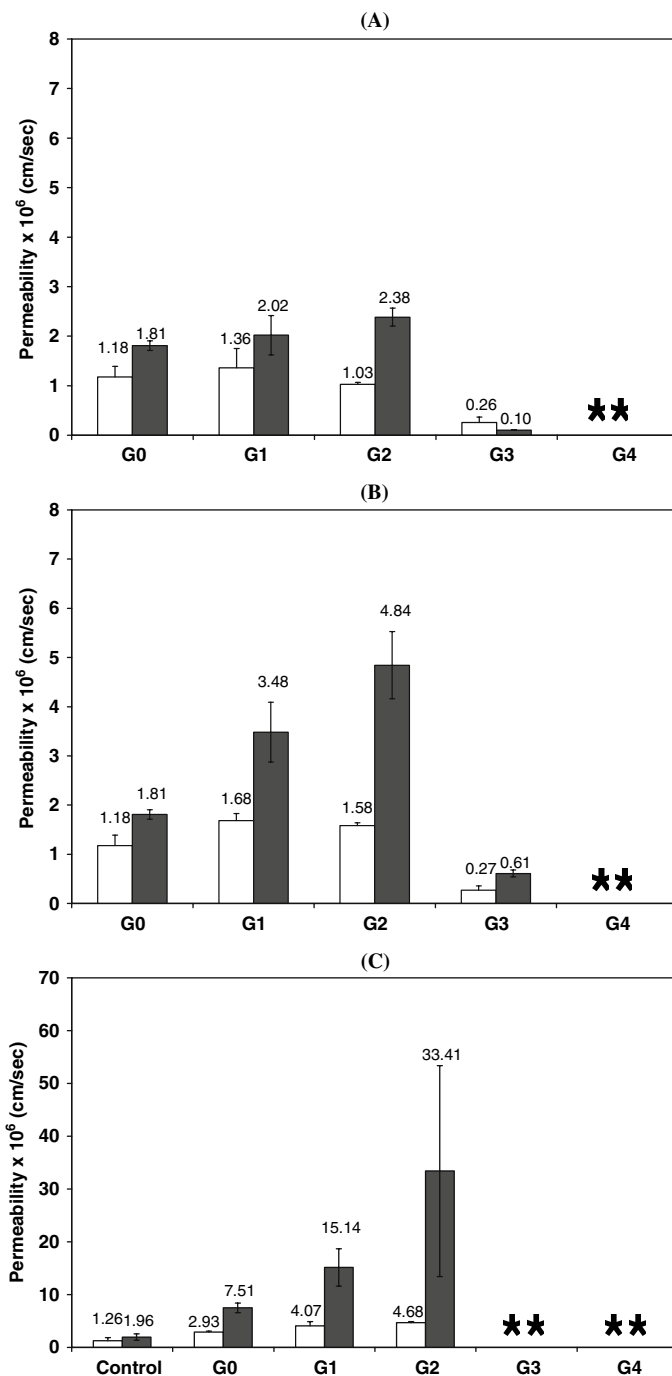 (A)
Permeability x 10⁶ (cm/sec)
8
7
6
5
4
3
2
1
0
1.18
1.81
1.36
2.02
1.03
2.38
0.26
0.10
★★
G0
G1
G2
G3
G4
(B)
Permeability x 10⁶ (cm/sec)
8
7
6
5
4
3
2
1
0
1.18
1.81
1.68
3.48
1.58
4.84
0.27
0.61
★★
G0
G1
G2
G3
G4
(C)
Permeability x 10⁶ (cm/sec)
70
60
50
40
30
20
10
0
1.26
1.96
2.93
7.51
4.07
15.14
4.68
33.41
★★
★★
Control
G0
G1
G2
G3
G4